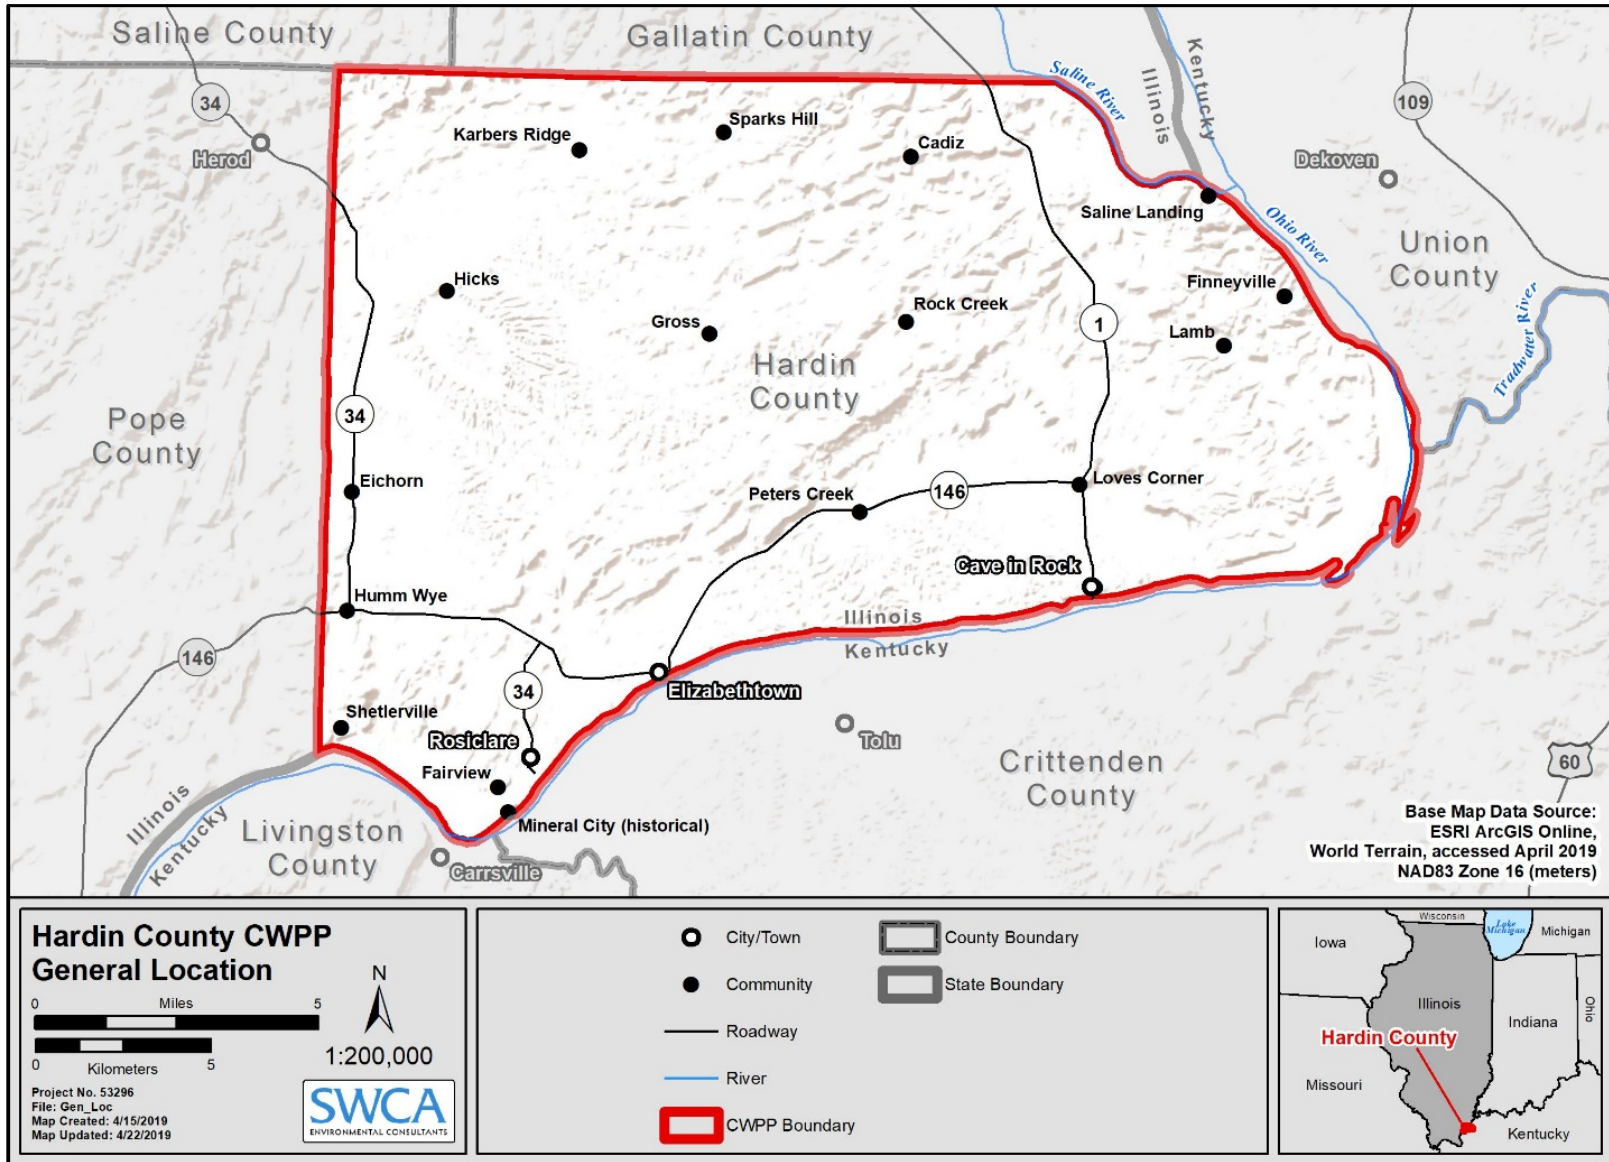 Saline County
Gallatin County
Saline River
Illinois
Kentucky
109
34
Herod
Karbers Ridge
Sparks Hill
Cadiz
Dekoven
Saline Landing
Ohio River
Union
County
Hicks
Gross
Rock Creek
1
Finneyville
Lamb
Tradwater River
Hardin
County
Pope
County
34
Eichorn
Peters Creek
146
Loves Corner
Cave in Rock
Humm Wye
Illinois
Kentucky
146
34
Elizabethtown
Shetlerville
Rosiclare
Tolu
Fairview
Crittenden
County
60
Mineral City (historical)
Illinois
Kentucky
Livingston
County
Carrsville
Base Map Data Source:
ESRI ArcGIS Online,
World Terrain, accessed April 2019
NAD83 Zone 16 (meters)
Hardin County CWPP
General Location
N
0 Miles 5
0 Kilometers 5
1:200,000
Project No. 53296
File: Gen_Loc
Map Created: 4/15/2019
Map Updated: 4/22/2019
SWCA
ENVIRONMENTAL CONSULTANTS
City/Town
Community
Roadway
River
CWPP Boundary
County Boundary
State Boundary
Wisconsin
Lake
Michigan
Michigan
Iowa
Illinois
Indiana
Ohio
Hardin County
Missouri
Kentucky